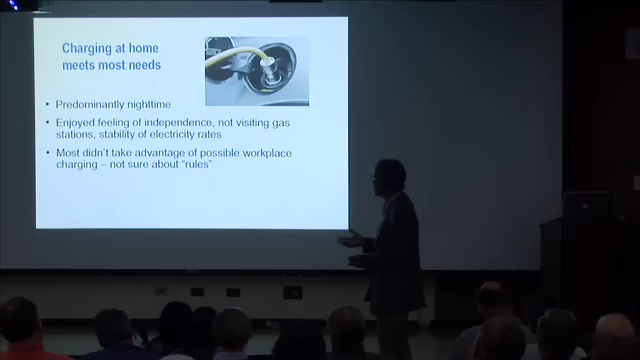 Charging at home
meets most needs
• Predominantly nighttime
• Enjoyed feeling of independence, not visiting gas
stations, stability of electricity rates
• Most didn't take advantage of possible workplace
charging – not sure about "rules"